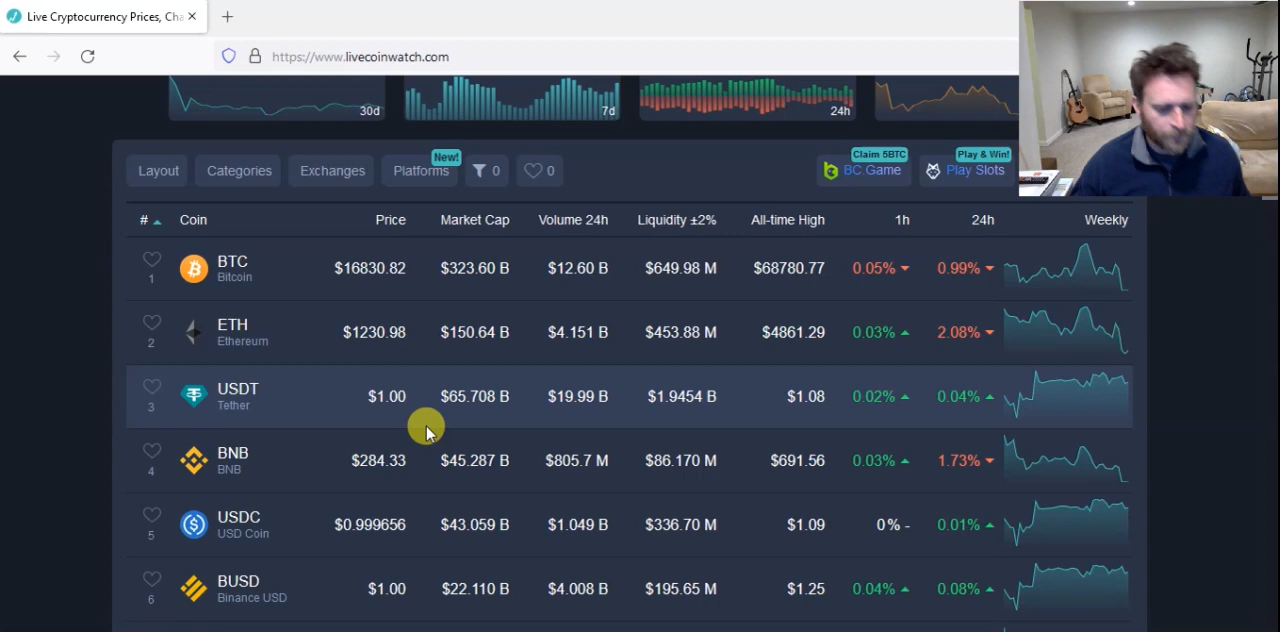 Live Cryptocurrency Prices, Cha
https://www.livecoinwatch.com
30d
7d
24h
Layout
Categories
Exchanges
Platforms
New!
0
0
Claim 5BTC
BC Game
Play & Win!
Play Slots
# Coin Price Market Cap Volume 24h Liquidity ±2% All-time High 1h 24h Weekly
1 BTC Bitcoin $16830.82 $323.60 B $12.60 B $649.98 M $68780.77 0.05% 0.99%
2 ETH Ethereum $1230.98 $150.64 B $4.151 B $453.88 M $4861.29 0.03% 2.08%
3 USDT Tether $1.00 $65.708 B $19.99 B $1.9454 B $1.08 0.02% 0.04%
4 BNB BNB $284.33 $45.287 B $805.7 M $86.170 M $691.56 0.03% 1.73%
5 USDC USD Coin $0.999656 $43.059 B $1.049 B $336.70 M $1.09 0% - 0.01%
6 BUSD Binance USD $1.00 $22.110 B $4.008 B $195.65 M $1.25 0.04% 0.08%